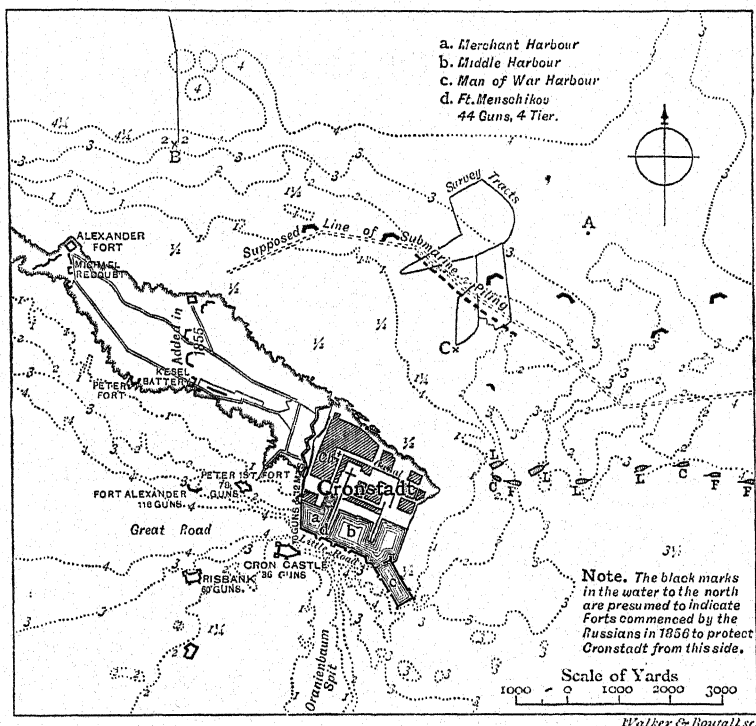 a. Merchant Harbour
b. Middle Harbour
c. Man of War Harbour
d. Ft. Menschikov
44 Guns, 4 Tier.
B
A
C
Survey Tracts
Supposed Line of Submarine Piling
ALEXANDER
FORT
MICHAEL
REDOUBT
Added in
1855
KESEL
BATTERY
PETER
FORT
PETER 1ST FORT
GUNS.
FORT ALEXANDER
116 GUNS.
Great Road
CRON CASTLE
36 GUNS
RISBANK
60 GUNS.
Cronstadt
a
b
c
d
Oranienbaum
Spit
L
L
L
L
C
C
F
F
F
Note. The black marks
in the water to the north
are presumed to indicate
Forts commenced by the
Russians in 1856 to protect
Cronstadt from this side.
Scale of Yards
1000 0 1000 2000 3000
Walker & Boutall sc.